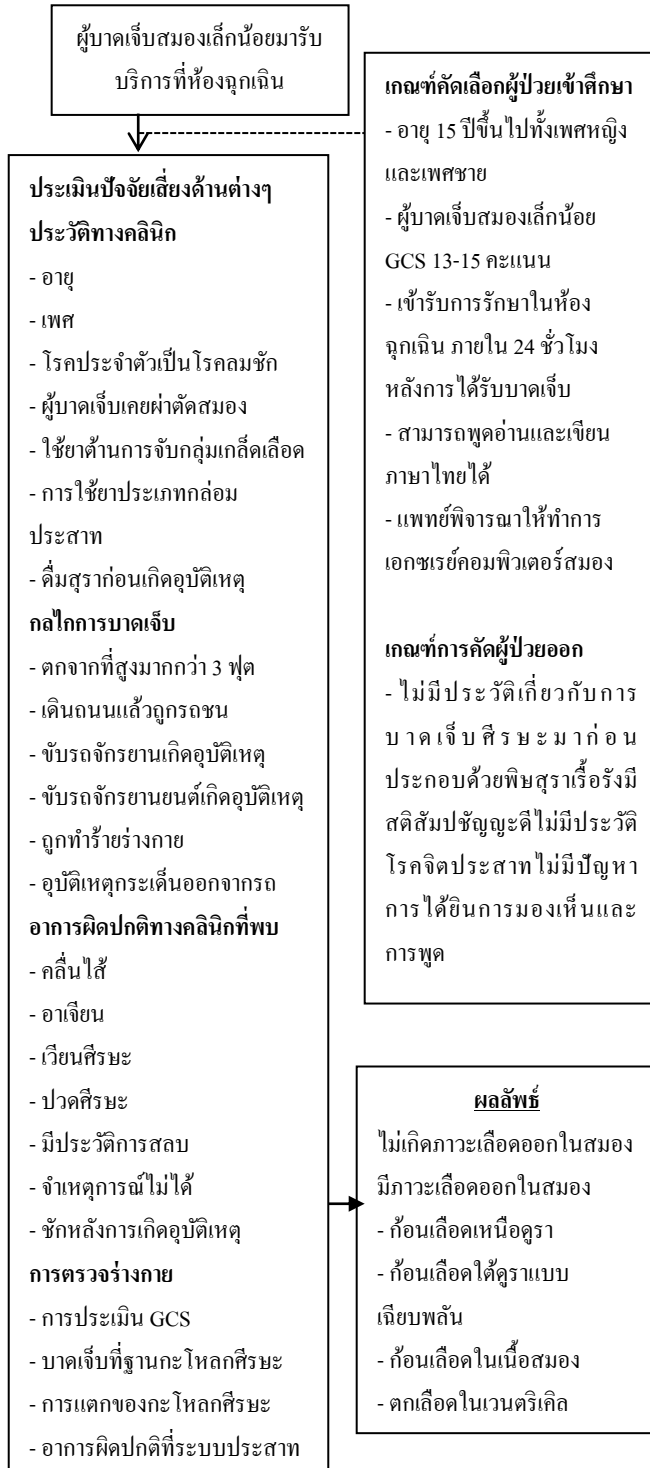 ผู้บาดเจ็บสมองเล็กน้อยมารับ
บริการที่ห้องฉุกเฉิน
เกณฑ์คัดเลือกผู้ป่วยเข้าศึกษา
- อายุ 15 ปีขึ้นไปทั้งเพศหญิง
และเพศชาย
- ผู้บาดเจ็บสมองเล็กน้อย
GCS 13-15 คะแนน
- เข้ารับการรักษาในห้อง
ฉุกเฉิน ภายใน 24 ชั่วโมง
หลังการได้รับบาดเจ็บ
- สามารถพูดอ่านและเขียน
ภาษาไทยได้
- แพทย์พิจารณาให้ทำการ
เอกซเรย์คอมพิวเตอร์สมอง
เกณฑ์การคัดผู้ป่วยออก
- ไม่มีประวัติเกี่ยวกับการ
บาดเจ็บศีรษะมาก่อน
ประกอบด้วยพิษสุราเรื้อรังมี
สติสัมปชัญญะดีไม่มีประวัติ
โรคจิตประสาทไม่มีปัญหา
การได้ยินการมองเห็นและ
การพูด
ประเมินปัจจัยเสี่ยงด้านต่างๆ
ประวัติทางคลินิก
- อายุ
- เพศ
- โรคประจำตัวเป็นโรคลมชัก
- ผู้บาดเจ็บเคยผ่าตัดสมอง
- ใช้ยาต้านการจับกลุ่มเกล็ดเลือด
- การใช้ยาประเภทกล่อม
ประสาท
- ดื่มสุราก่อนเกิดอุบัติเหตุ
กลไกการบาดเจ็บ
- ตกจากที่สูงมากกว่า 3 ฟุต
- เดินถนนแล้วถูกรถชน
- ขับรถจักรยานเกิดอุบัติเหตุ
- ขับรถจักรยานยนต์เกิดอุบัติเหตุ
- ถูกทำร้ายร่างกาย
- อุบัติเหตุกระเด็นออกจากรถ
อาการผิดปกติทางคลินิกที่พบ
- คลื่นไส้
- อาเจียน
- เวียนศีรษะ
- ปวดศีรษะ
- มีประวัติการสลบ
- จำเหตุการณ์ไม่ได้
- ชักหลังการเกิดอุบัติเหตุ
การตรวจร่างกาย
- การประเมิน GCS
- บาดเจ็บที่ฐานกะโหลกศีรษะ
- การแตกของกะโหลกศีรษะ
- อาการผิดปกติที่ระบบประสาท
ผลลัพธ์
ไม่เกิดภาวะเลือดออกในสมอง
มีภาวะเลือดออกในสมอง
- ก้อนเลือดเหนือดูรา
- ก้อนเลือดใต้ดูราแบบ
เฉียบพลัน
- ก้อนเลือดในเนื้อสมอง
- ตกเลือดในเวนตริเคิล